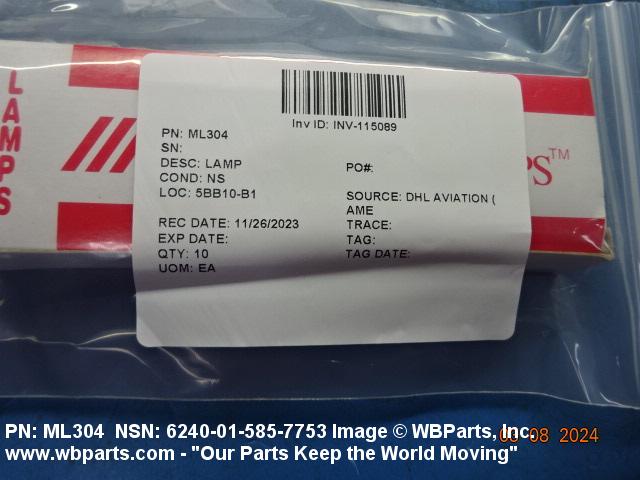 LAMPS
PS™
Inv ID: INV-115089
PN: ML304
SN:
DESC: LAMP
COND: NS
LOC: 5BB10-B1
REC DATE: 11/26/2023
EXP DATE:
QTY: 10
UOM: EA
PO#:
SOURCE: DHL AVIATION (
AME
TRACE:
TAG:
TAG DATE:
PN: ML304 NSN: 6240-01-585-7753 Image © WBParts, Inc.
08 2024
www.wbparts.com - "Our Parts Keep the World Moving"